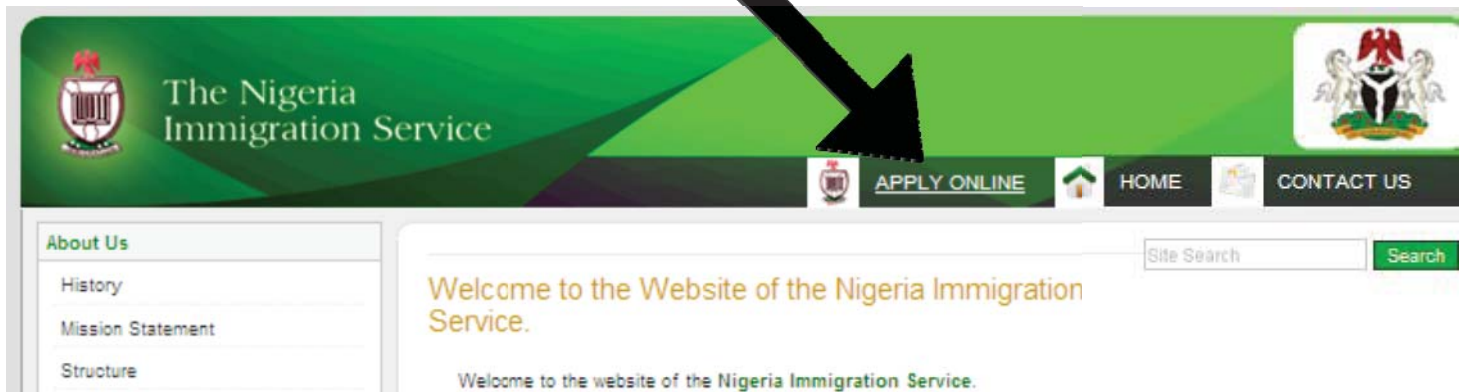 The Nigeria
Immigration Service
APPLY ONLINE
HOME
CONTACT US
About Us
History
Mission Statement
Structure
Site Search
Search
Welcome to the Website of the Nigeria Immigration
Service.
Welcome to the website of the Nigeria Immigration Service.